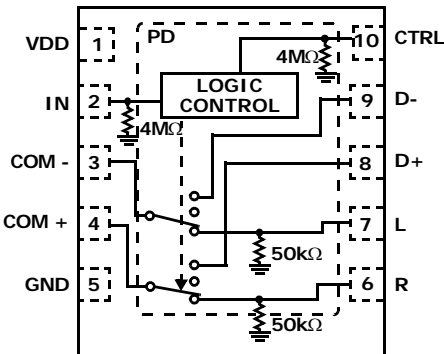 VDD 1 PD 10 CTRL
4MΩ
LOGIC
CONTROL
IN 2 9 D-
4MΩ
COM - 3 8 D+
COM + 4 7 L
50kΩ
GND 5 6 R
50kΩ